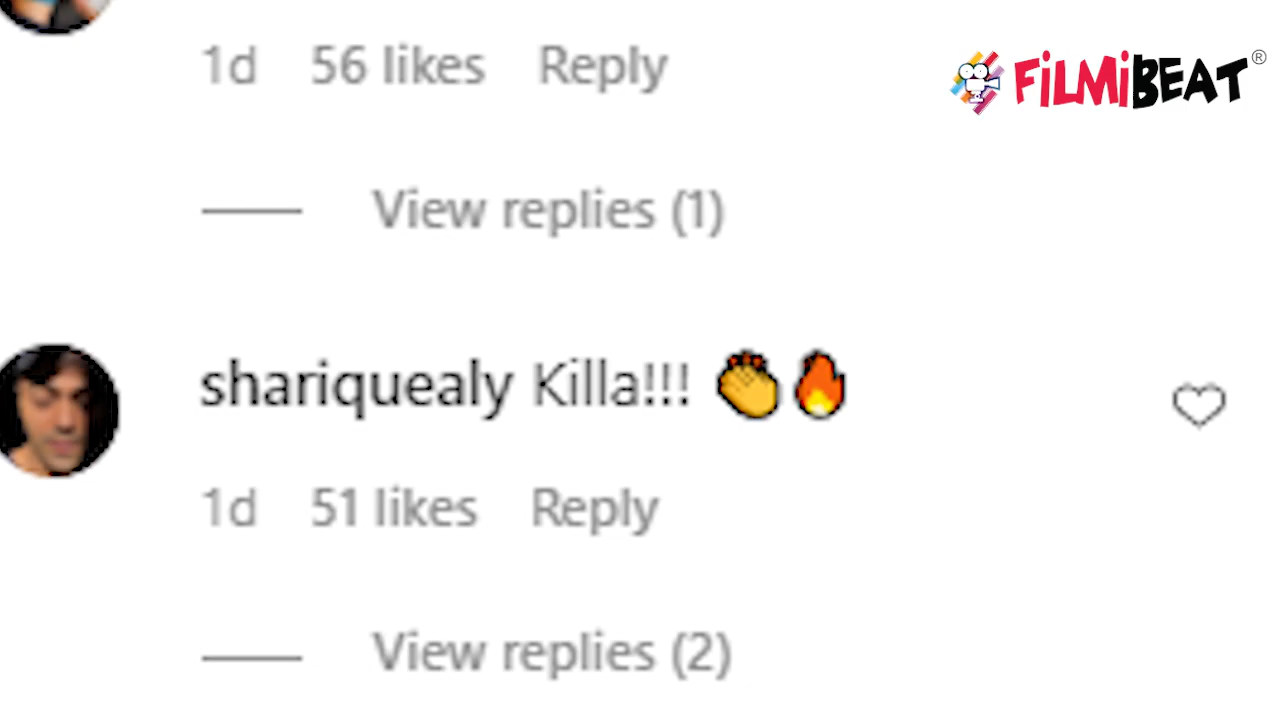 1d 56 likes Reply
FiLMiBEAT®
View replies (1)
shariquealy Killa!!! 👏🔥
1d 51 likes Reply
View replies (2)